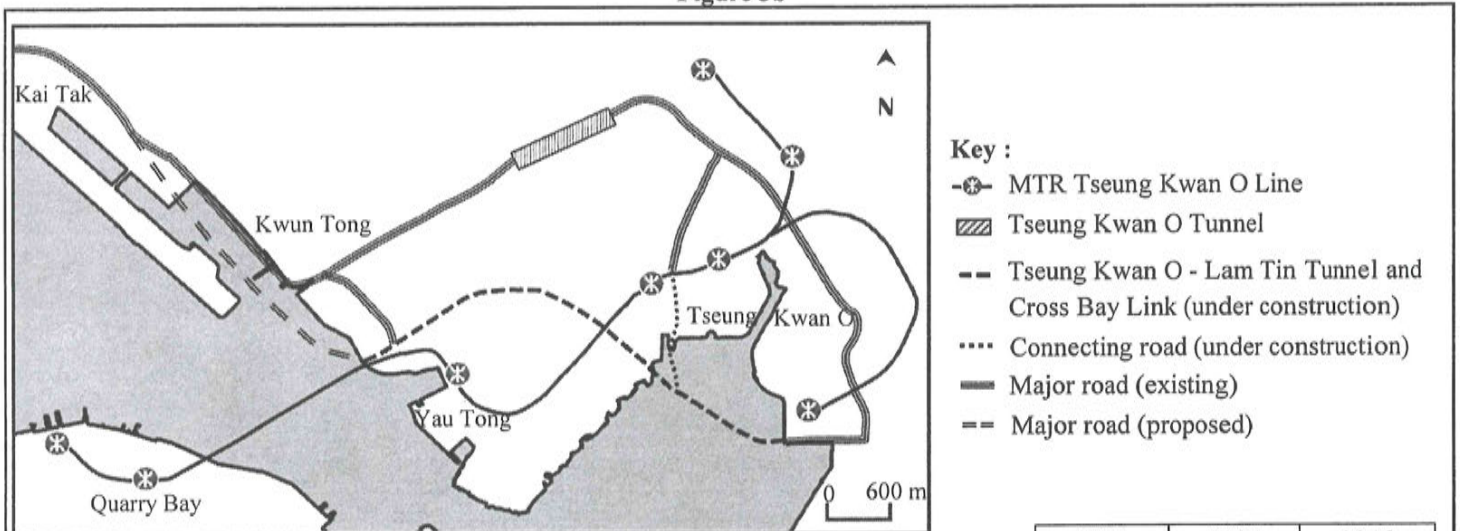 Kai Tak
N
Kwun Tong
Tseung Kwan O
Yau Tong
Quarry Bay
0 600 m
Key :
MTR Tseung Kwan O Line
Tseung Kwan O Tunnel
Tseung Kwan O - Lam Tin Tunnel and
Cross Bay Link (under construction)
Connecting road (under construction)
Major road (existing)
Major road (proposed)